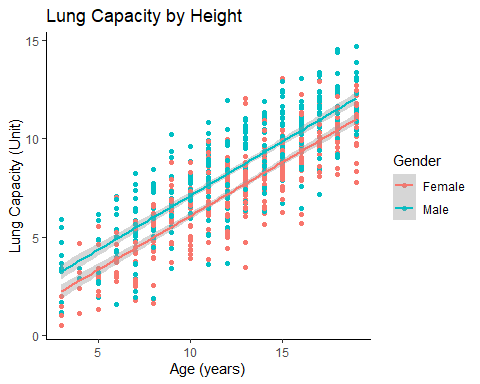 Lung Capacity by Height
15
10
5
0
Lung Capacity (Unit)
5
10
15
Age (years)
Gender
Female
Male